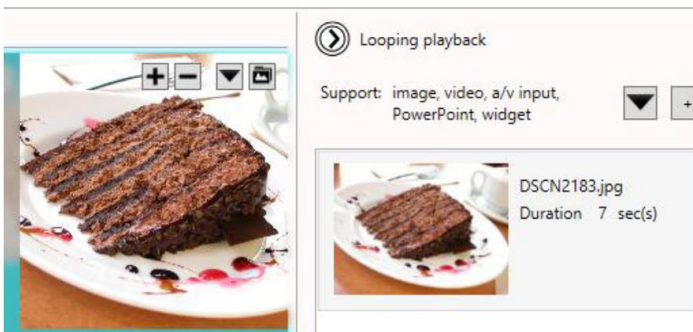 Looping playback
Support: image, video, a/v input,
PowerPoint, widget
+
DSCN2183.jpg
Duration 7 sec(s)